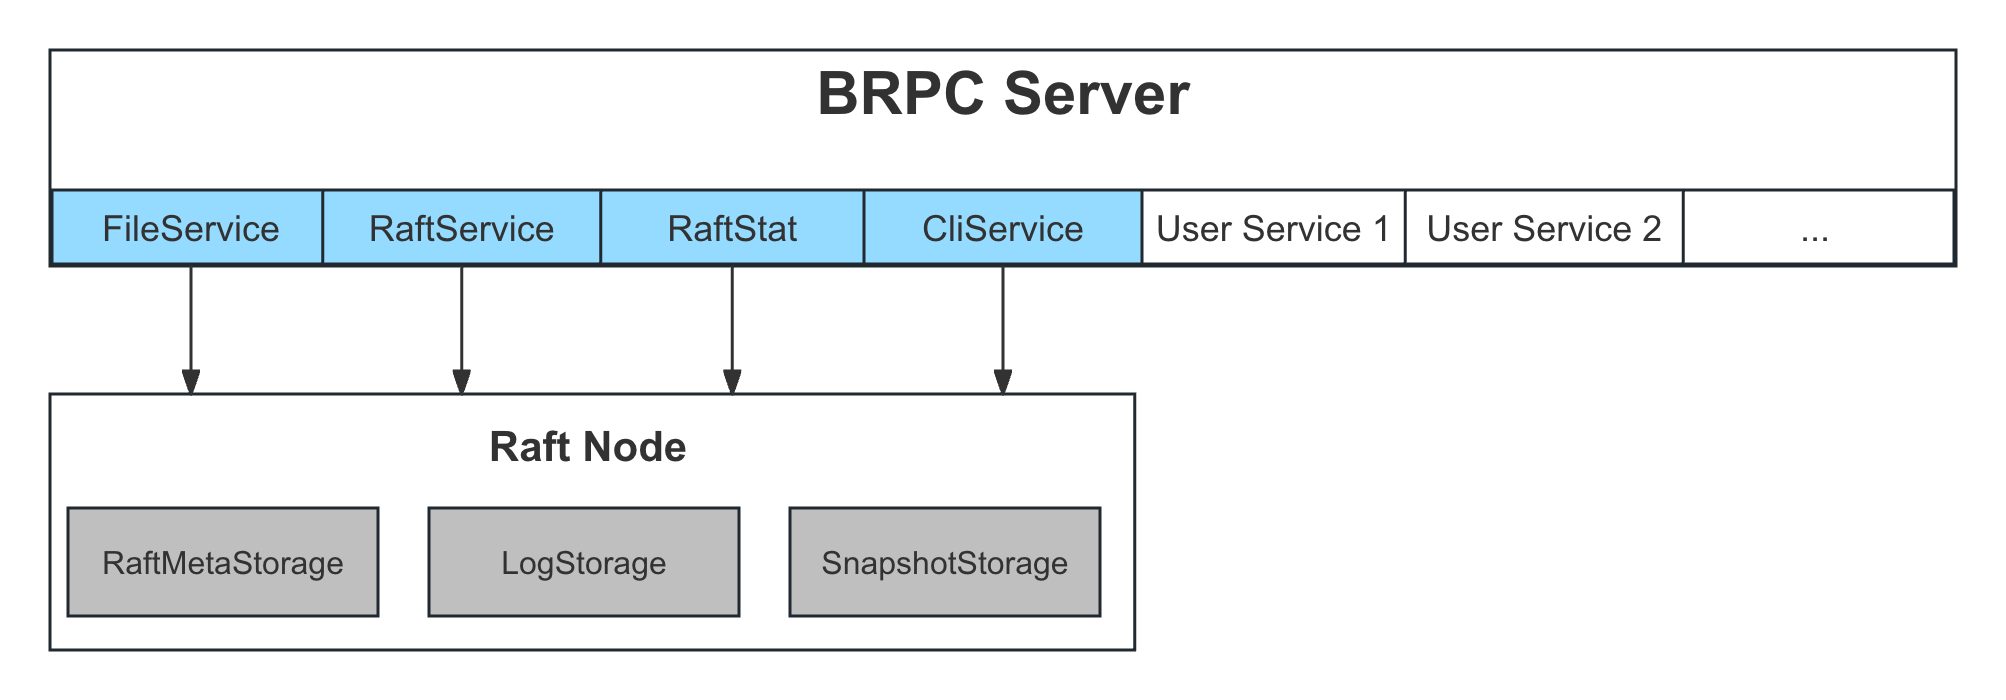 BRPC Server
FileService RaftService RaftStat CliService User Service 1 User Service 2 ...
Raft Node
RaftMetaStorage LogStorage SnapshotStorage